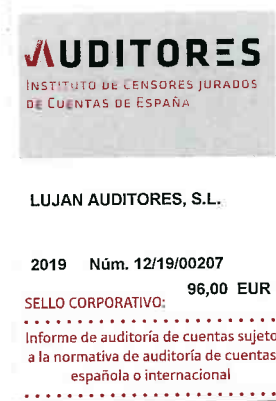 AUDITORES
INSTITUTO DE CENSORES JURADOS
DE CUENTAS DE ESPAÑA
LUJAN AUDITORES, S.L.
2019 Núm. 12/19/00207
96,00 EUR
SELLO CORPORATIVO:
Informe de auditoría de cuentas sujeto
a la normativa de auditoría de cuentas
española o internacional